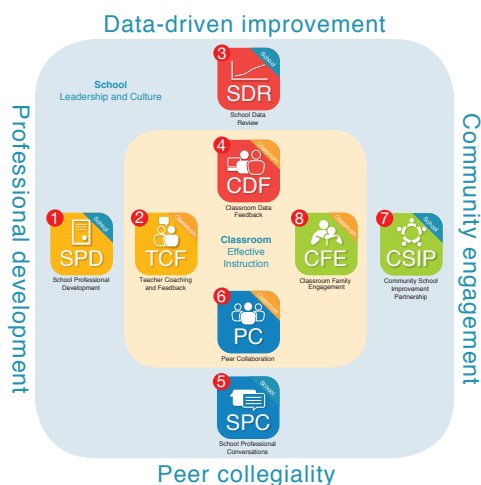 Data-driven improvement
Professional development
Community engagement
Peer collegiality
School
Leadership and Culture
3
School
SDR
School Data
Review
4
Classroom
CDF
Classroom Data
Feedback
1
School
SPD
School Professional
Development
2
Classroom
TCF
Teacher Coaching
and Feedback
Classroom
Effective
Instruction
8
Classroom
CFE
Classroom Family
Engagement
7
School
CSIP
Community School
Improvement
Partnership
6
Classroom
PC
Peer Collaboration
5
School
SPC
School Professional
Conversations